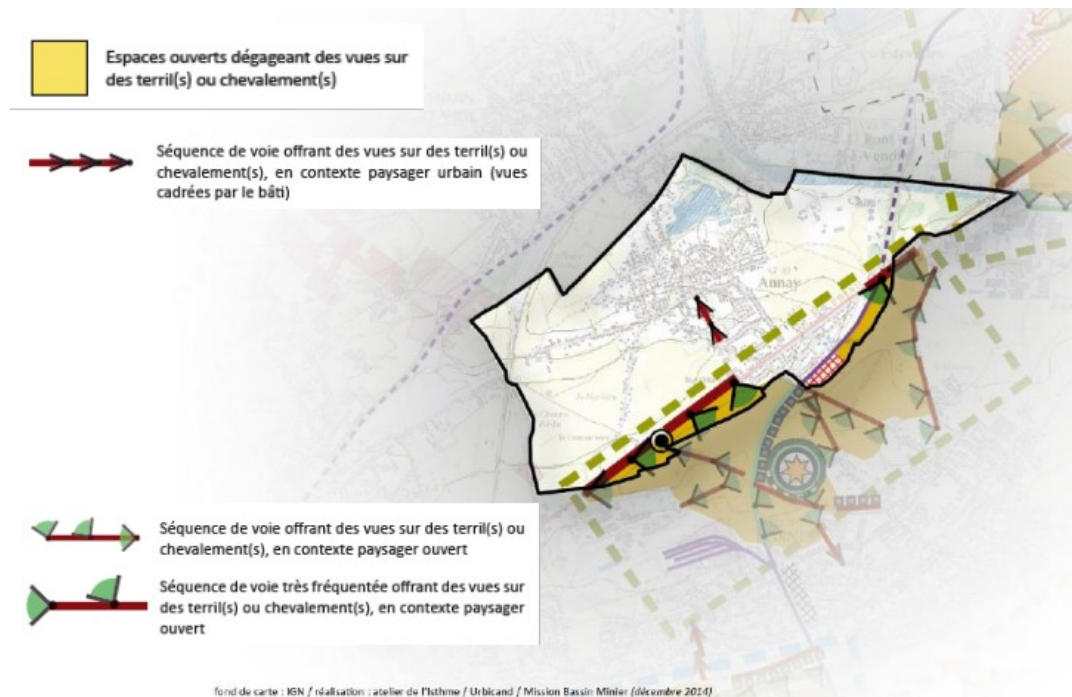 Espaces ouverts dégageant des vues sur
des terril(s) ou chevalement(s)
Séquence de voie offrant des vues sur des terril(s) ou
chevalement(s), en contexte paysager urbain (vues
cadrées par le bâti)
Annay
Séquence de voie offrant des vues sur des terril(s) ou
chevalement(s), en contexte paysager ouvert
Séquence de voie très fréquentée offrant des vues sur
des terril(s) ou chevalement(s), en contexte paysager
ouvert
fond de carte : IGN / réalisation : atelier de l'Isthme / Urbicand / Mission Bassin Minier (décembre 2014)